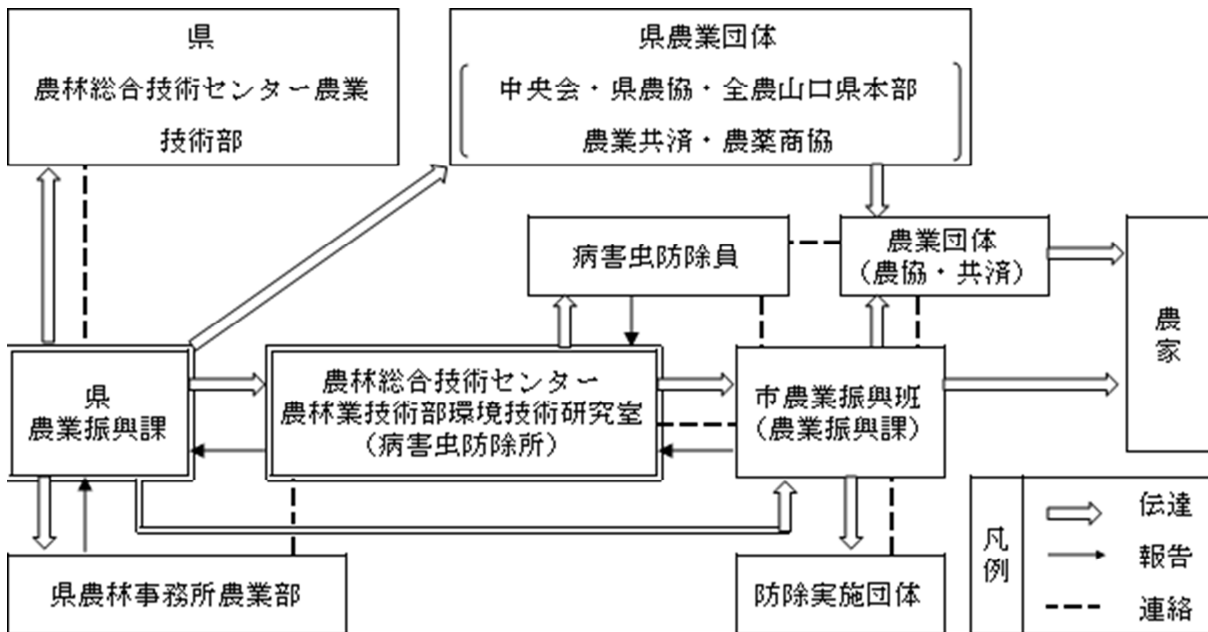 県
農林総合技術センター農業
技術部
県農業団体
中央会・県農協・全農山口県本部
農業共済・農薬商協
病害虫防除員
農業団体
(農協・共済)
農家
県
農業振興課
農林総合技術センター
農林業技術部環境技術研究室
(病害虫防除所)
市農業振興班
(農業振興課)
県農林事務所農業部
防除実施団体
凡例
伝達
報告
連絡